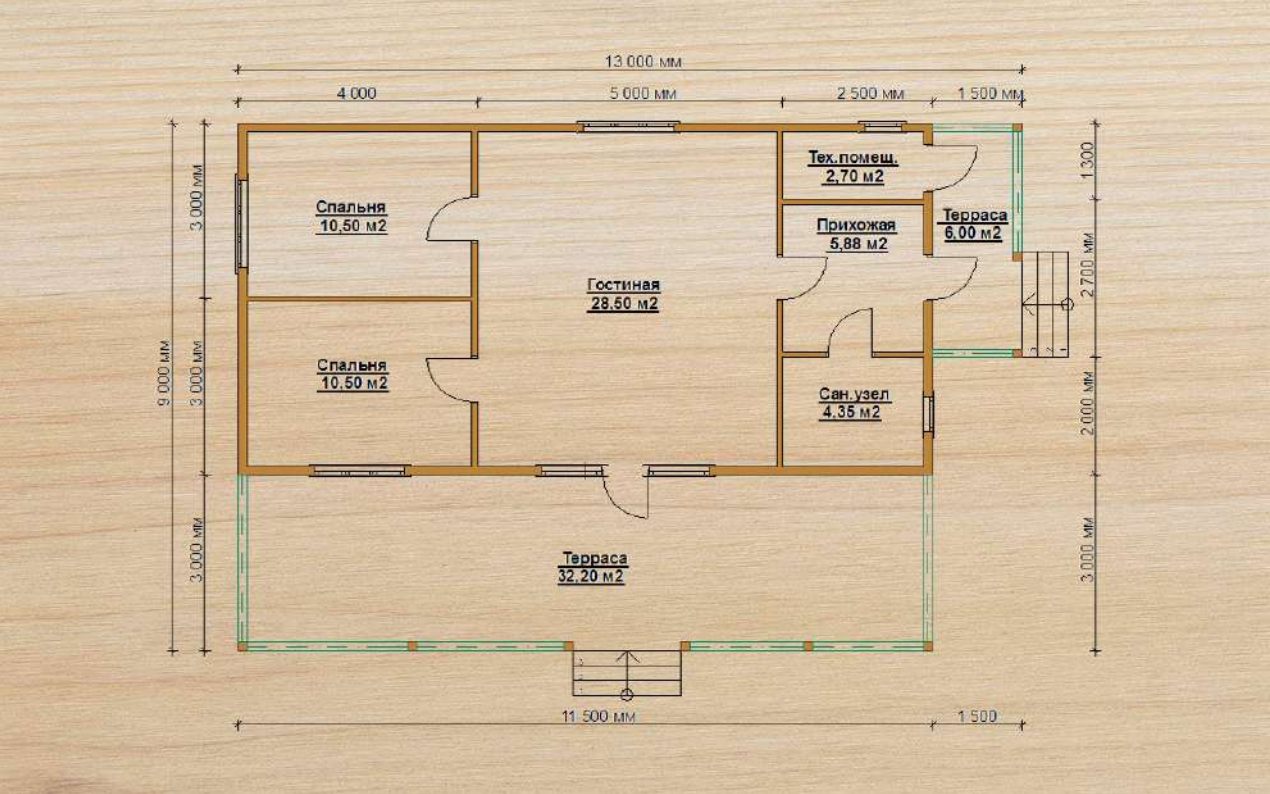 13 000 мм
4 000
5 000 мм
2 500 мм
1 500 мм
3 000 мм
3 000 мм
3 000 мм
9 000 мм
1 300
2 700 мм
2 000 мм
3 000 мм
Тех.помещ.
2,70 м2
Спальня
10,50 м2
Прихожая
5,88 м2
Терраса
6,00 м2
Гостиная
28,50 м2
Спальня
10,50 м2
Сан.узел
4,35 м2
Терраса
32,20 м2
11 500 мм
1 500